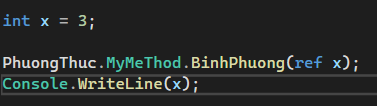 int x = 3;
PhuongThuc.MyMeThod.BinhPhuong(ref x);
Console.WriteLine(x);